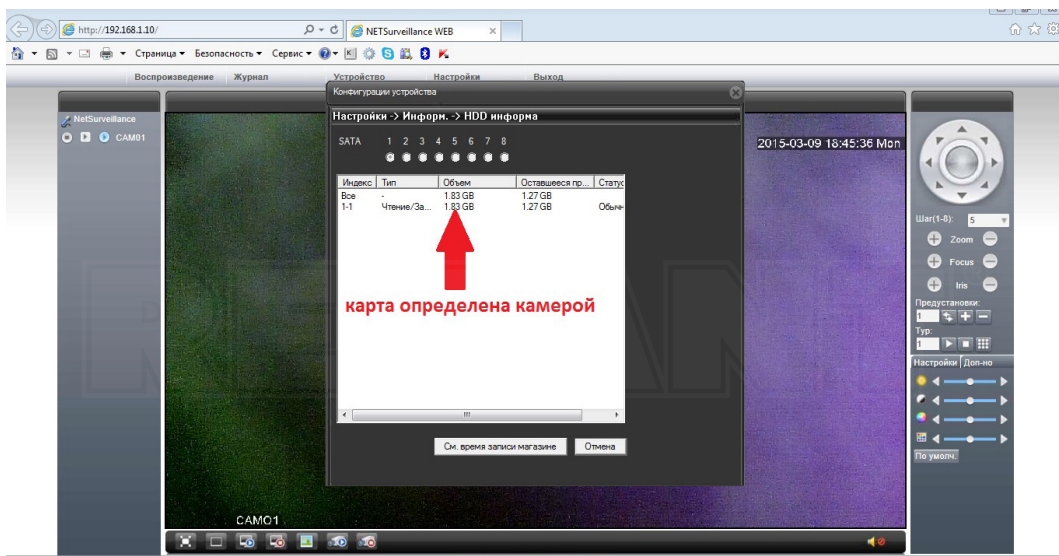 http://192.168.1.10/
NETSurveillance WEB
Страница Безопасность Сервис
Воспроизведение Журнал Устройство Настройки Выход
Конфигурации устройства
NetSurveillance
CAM01
Настройки -> Информ. -> HDD информа
SATA 1 2 3 4 5 6 7 8
2015-03-09 18:45:36 Mon
Индекс Тип Объем Оставшееся пр... Статус
Все - 1.83 GB 1.27 GB
1-1 Чтение/За... 1.83 GB 1.27 GB Обычн
карта определена камерой
См. время записи магазине Отмена
Шаг(1-8): 5
Zoom
Focus
Iris
Предустановки:
1
Тур:
1
Настройки Доп-но
По умолч.
CAM01